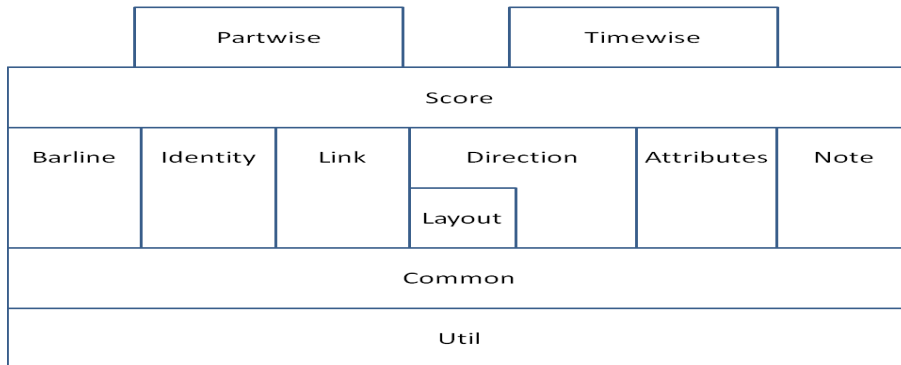 Partwise
Timewise
Score
Barline
Identity
Link
Direction
Attributes
Note
Layout
Common
Util